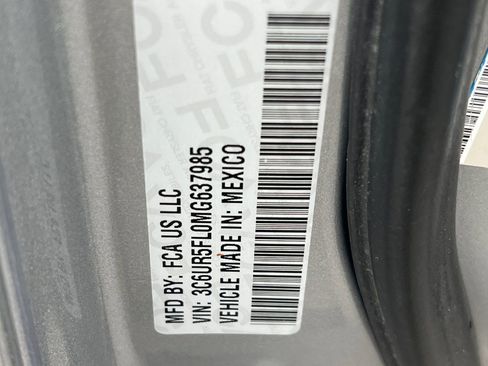 MFD BY: FCA US LLC
VIN: 3C6UR5FL0MG637985
VEHICLE MADE IN: MEXICO